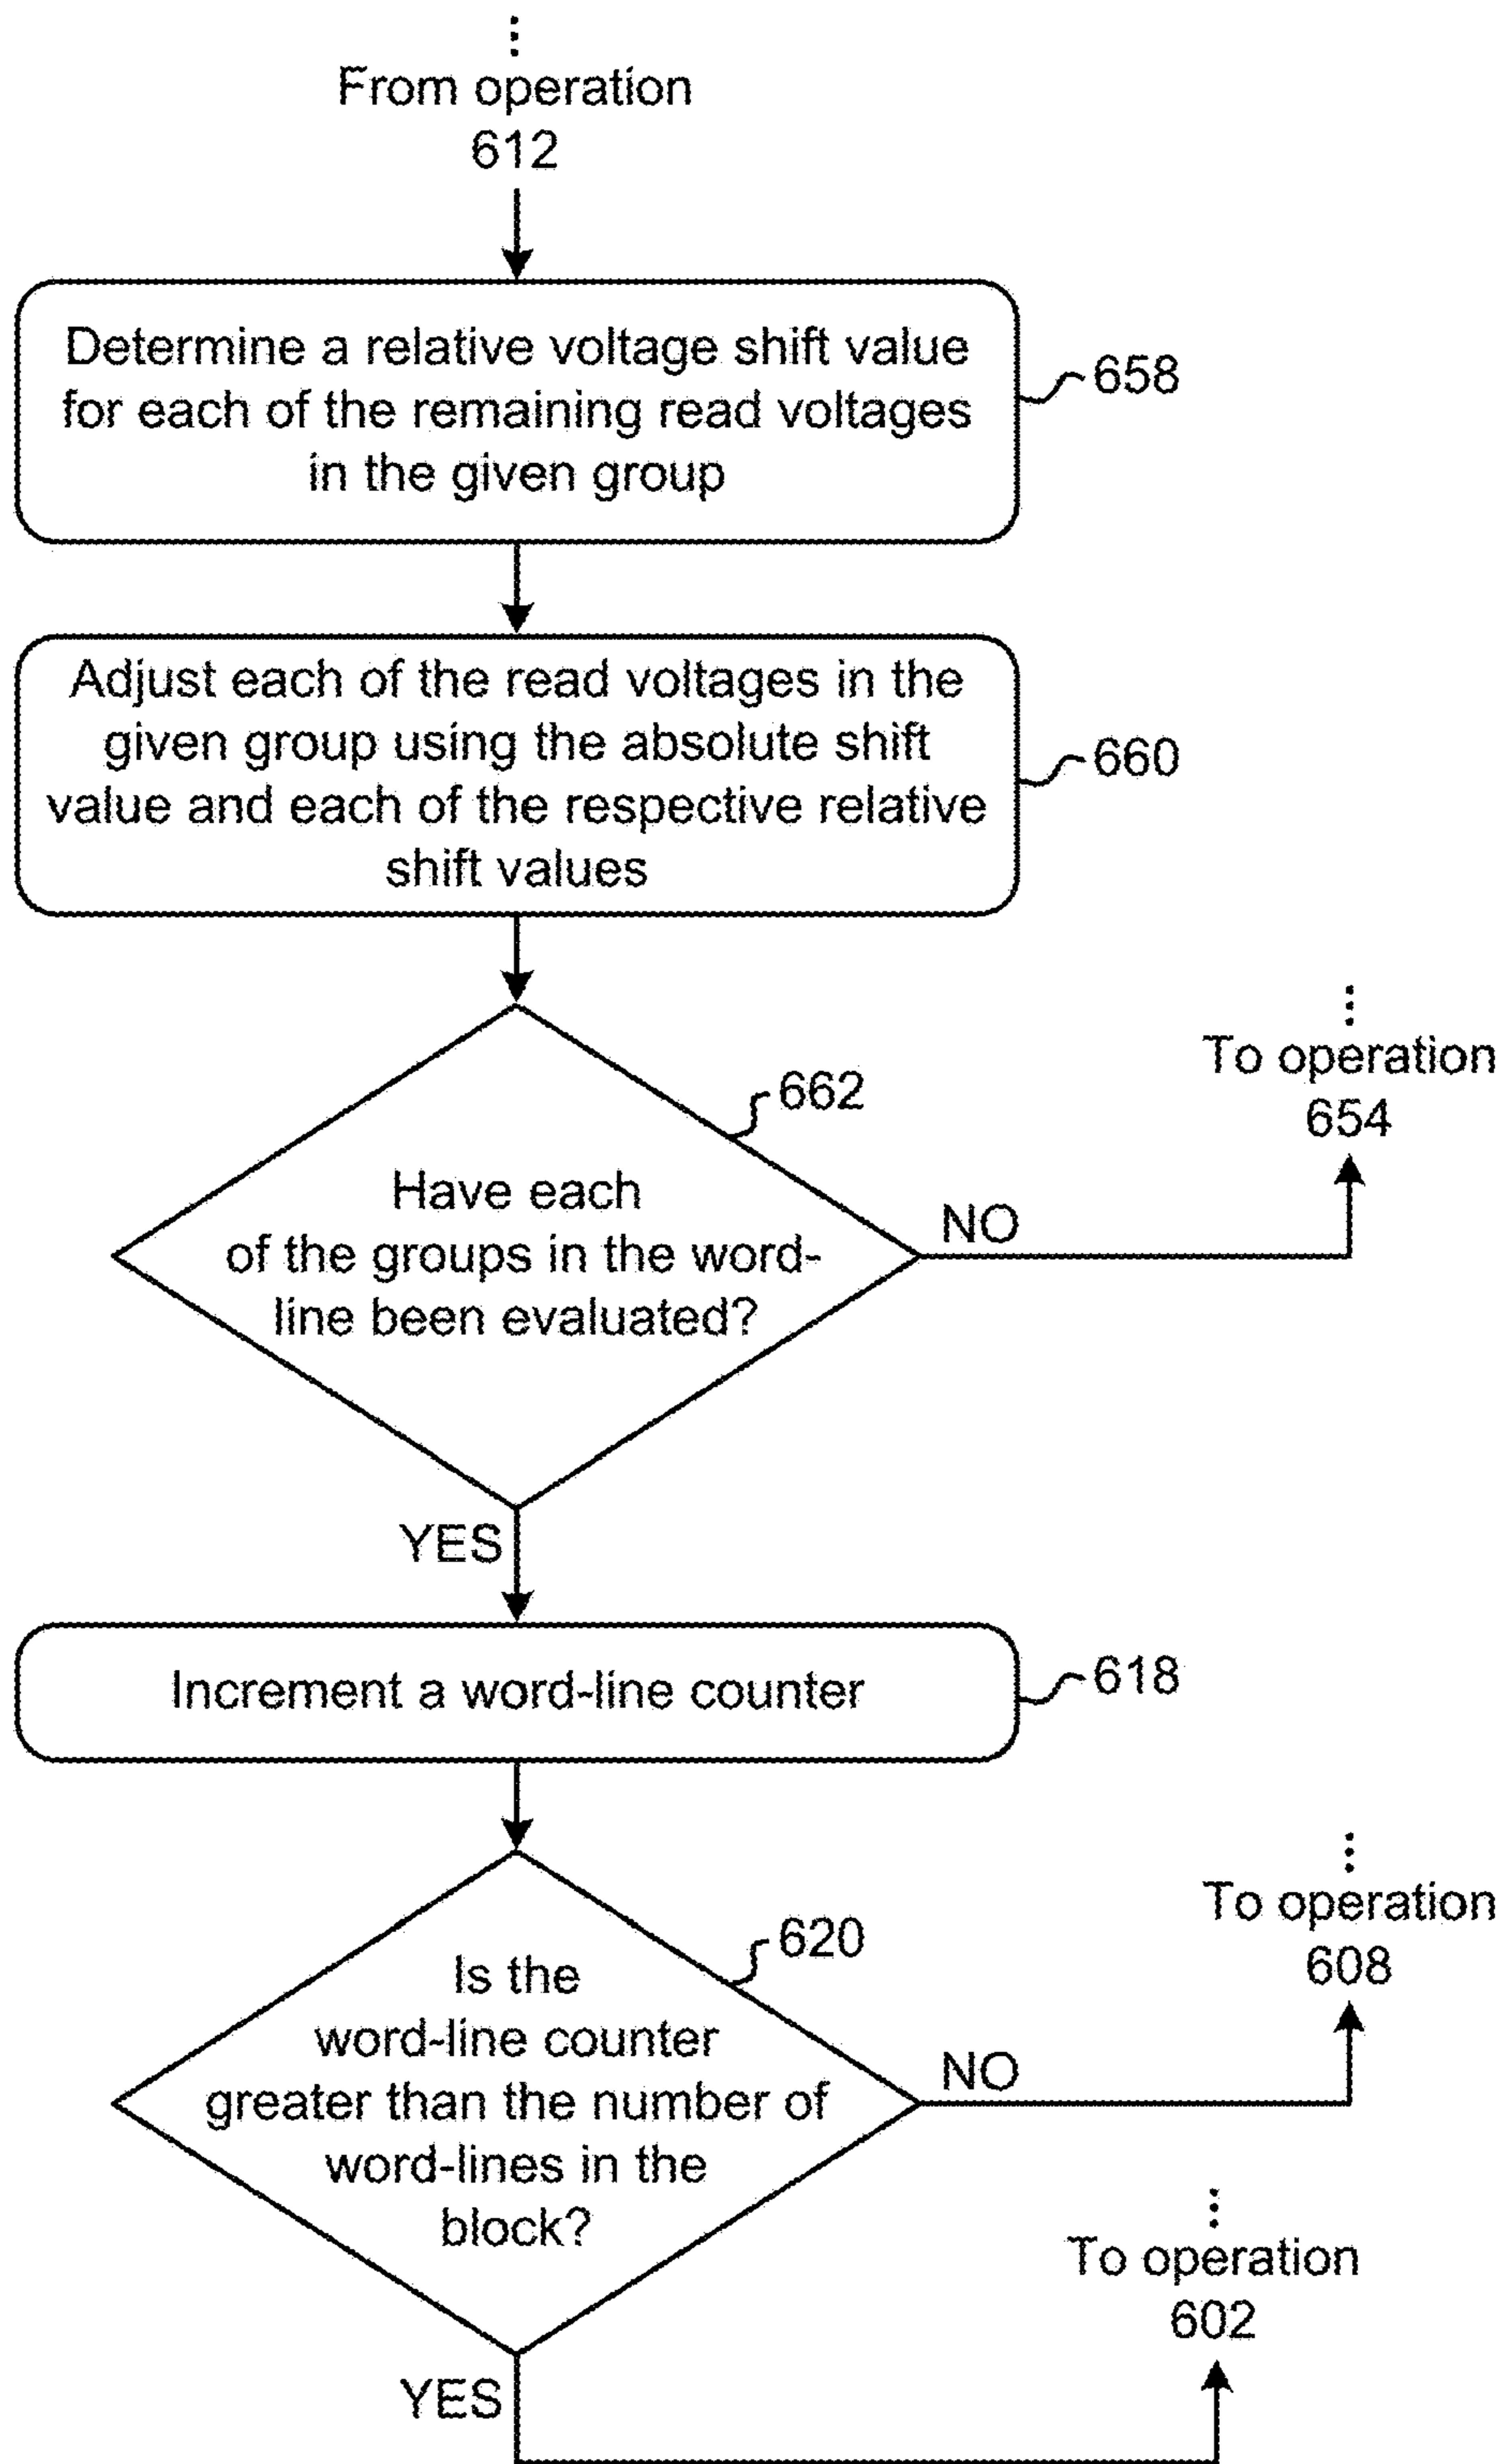 From operation
612
Determine a relative voltage shift value
for each of the remaining read voltages
in the given group
658
Adjust each of the read voltages in the
given group using the absolute shift
value and each of the respective relative
shift values
660
662
Have each
of the groups in the word-
line been evaluated?
NO
To operation
654
YES
Increment a word-line counter
618
620
Is the
word-line counter
greater than the number of
word-lines in the
block?
NO
To operation
608
YES
To operation
602